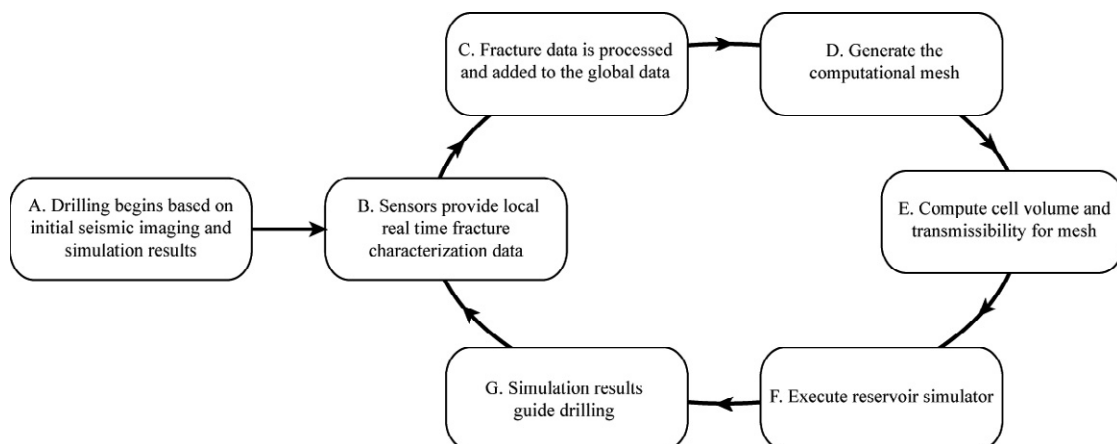 A. Drilling begins based on
initial seismic imaging and
simulation results
B. Sensors provide local
real time fracture
characterization data
C. Fracture data is processed
and added to the global data
D. Generate the
computational mesh
E. Compute cell volume and
transmissibility for mesh
F. Execute reservoir simulator
G. Simulation results
guide drilling